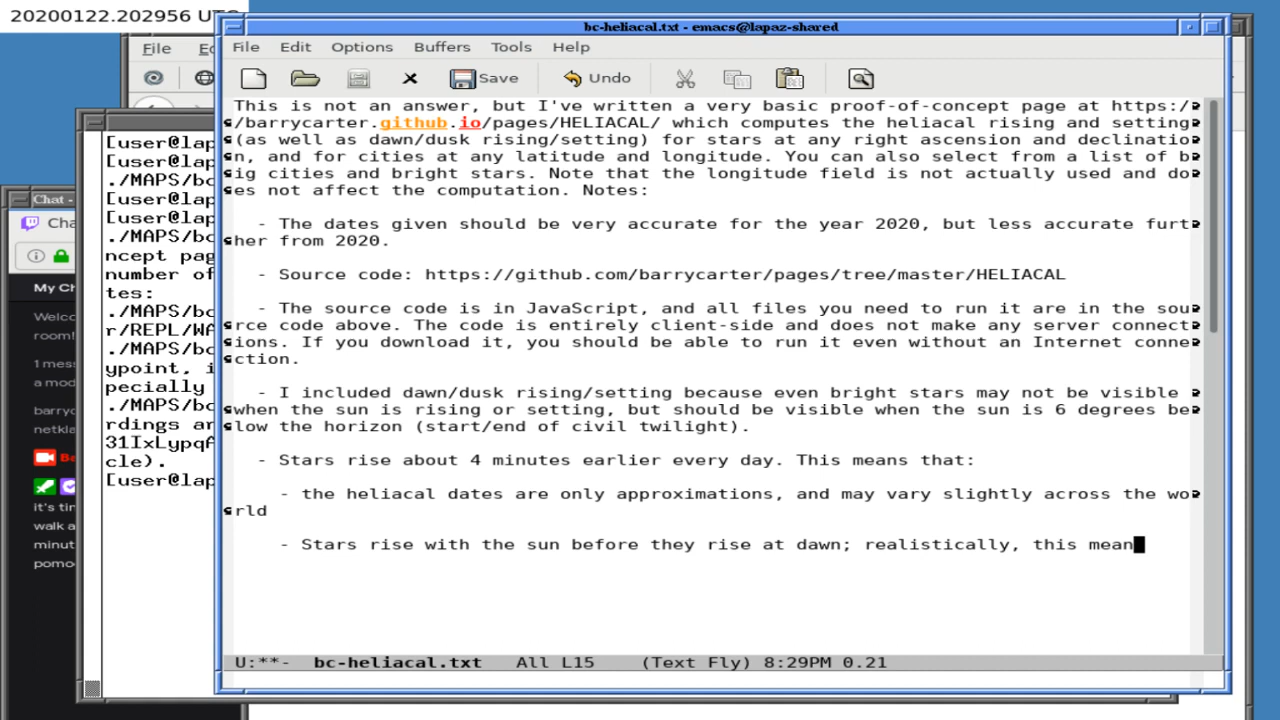 20200122.202956 UTC
bc-heliacal.txt - emacs@lapaz-shared
File Edit Options Buffers Tools Help
Save Undo
This is not an answer, but I've written a very basic proof-of-concept page at https:/
/barrycarter.github.io/pages/HELIACAL/ which computes the heliacal rising and setting
(as well as dawn/dusk rising/setting) for stars at any right ascension and declinatio
n, and for cities at any latitude and longitude. You can also select from a list of b
ig cities and bright stars. Note that the longitude field is not actually used and do
es not affect the computation. Notes:
- The dates given should be very accurate for the year 2020, but less accurate furt
her from 2020.
- Source code: https://github.com/barrycarter/pages/tree/master/HELIACAL
- The source code is in JavaScript, and all files you need to run it are in the sou
rce code above. The code is entirely client-side and does not make any server connect
ions. If you download it, you should be able to run it even without an Internet conne
ction.
- I included dawn/dusk rising/setting because even bright stars may not be visible
when the sun is rising or setting, but should be visible when the sun is 6 degrees be
low the horizon (start/end of civil twilight).
- Stars rise about 4 minutes earlier every day. This means that:
- the heliacal dates are only approximations, and may vary slightly across the wo
rld
- Stars rise with the sun before they rise at dawn; realistically, this mean
U:**- bc-heliacal.txt All L15 (Text Fly) 8:29PM 0.21
File
[user@lap
[user@lap
./MAPS/bc
[user@lap
[user@lap
./MAPS/bc
ncept pag
number of
tes:
./MAPS/bc
r/REPL/WA
./MAPS/bc
ypoint, i
pecially
./MAPS/bc
rdings ar
31IxLypqA
cle).
[user@lap
Chat -
Cha
My Ch
Welco
room!
1 mess
a mod
barryc
netkla
Ba
it's tim
walk a
minut
pomo